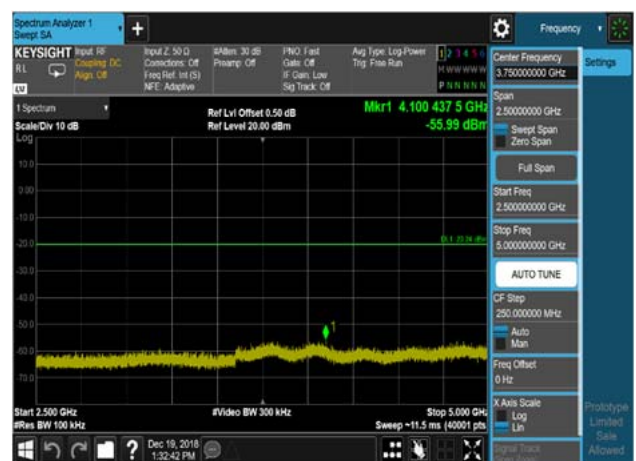 Spectrum Analyzer 1
Swept SA
+
Frequency
KEYSIGHT
RL
LV
Input: RF
Coupling: DC
Align: Off
Input Z: 50 Ω
Corrections: Off
Freq Ref: Int (S)
NFE: Adaptive
#Atten: 30 dB
Preamp: Off
PNO: Fast
Gate: Off
IF Gain: Low
Sig Track: Off
Avg Type: Log-Power
Trig: Free Run
1 2 3 4 5 6
M W W W W W
P N N N N N
1 Spectrum
Scale/Div 10 dB
Log
Ref Lvl Offset 0.50 dB
Ref Level 20.00 dBm
Mkr1 4.100 437 5 GHz
-55.99 dBm
10.0
0.00
-10.0
-20.0
-30.0
-40.0
-50.0
-60.0
-70.0
1
Start 2.500 GHz
#Res BW 100 kHz
#Video BW 300 kHz
Stop 5.000 GHz
Sweep ~11.5 ms (40001 pts
Dec 19, 2018
1:32:42 PM
?
Center Frequency
3.750000000 GHz
Span
2.50000000 GHz
Swept Span
Zero Span
Full Span
Start Freq
2.500000000 GHz
Stop Freq
5.000000000 GHz
AUTO TUNE
CF Step
250.000000 MHz
Auto
Man
Freq Offset
0 Hz
X Axis Scale
Log
Lin
Signal Track
Settings
Prototype
Limited
Sale
Allowed